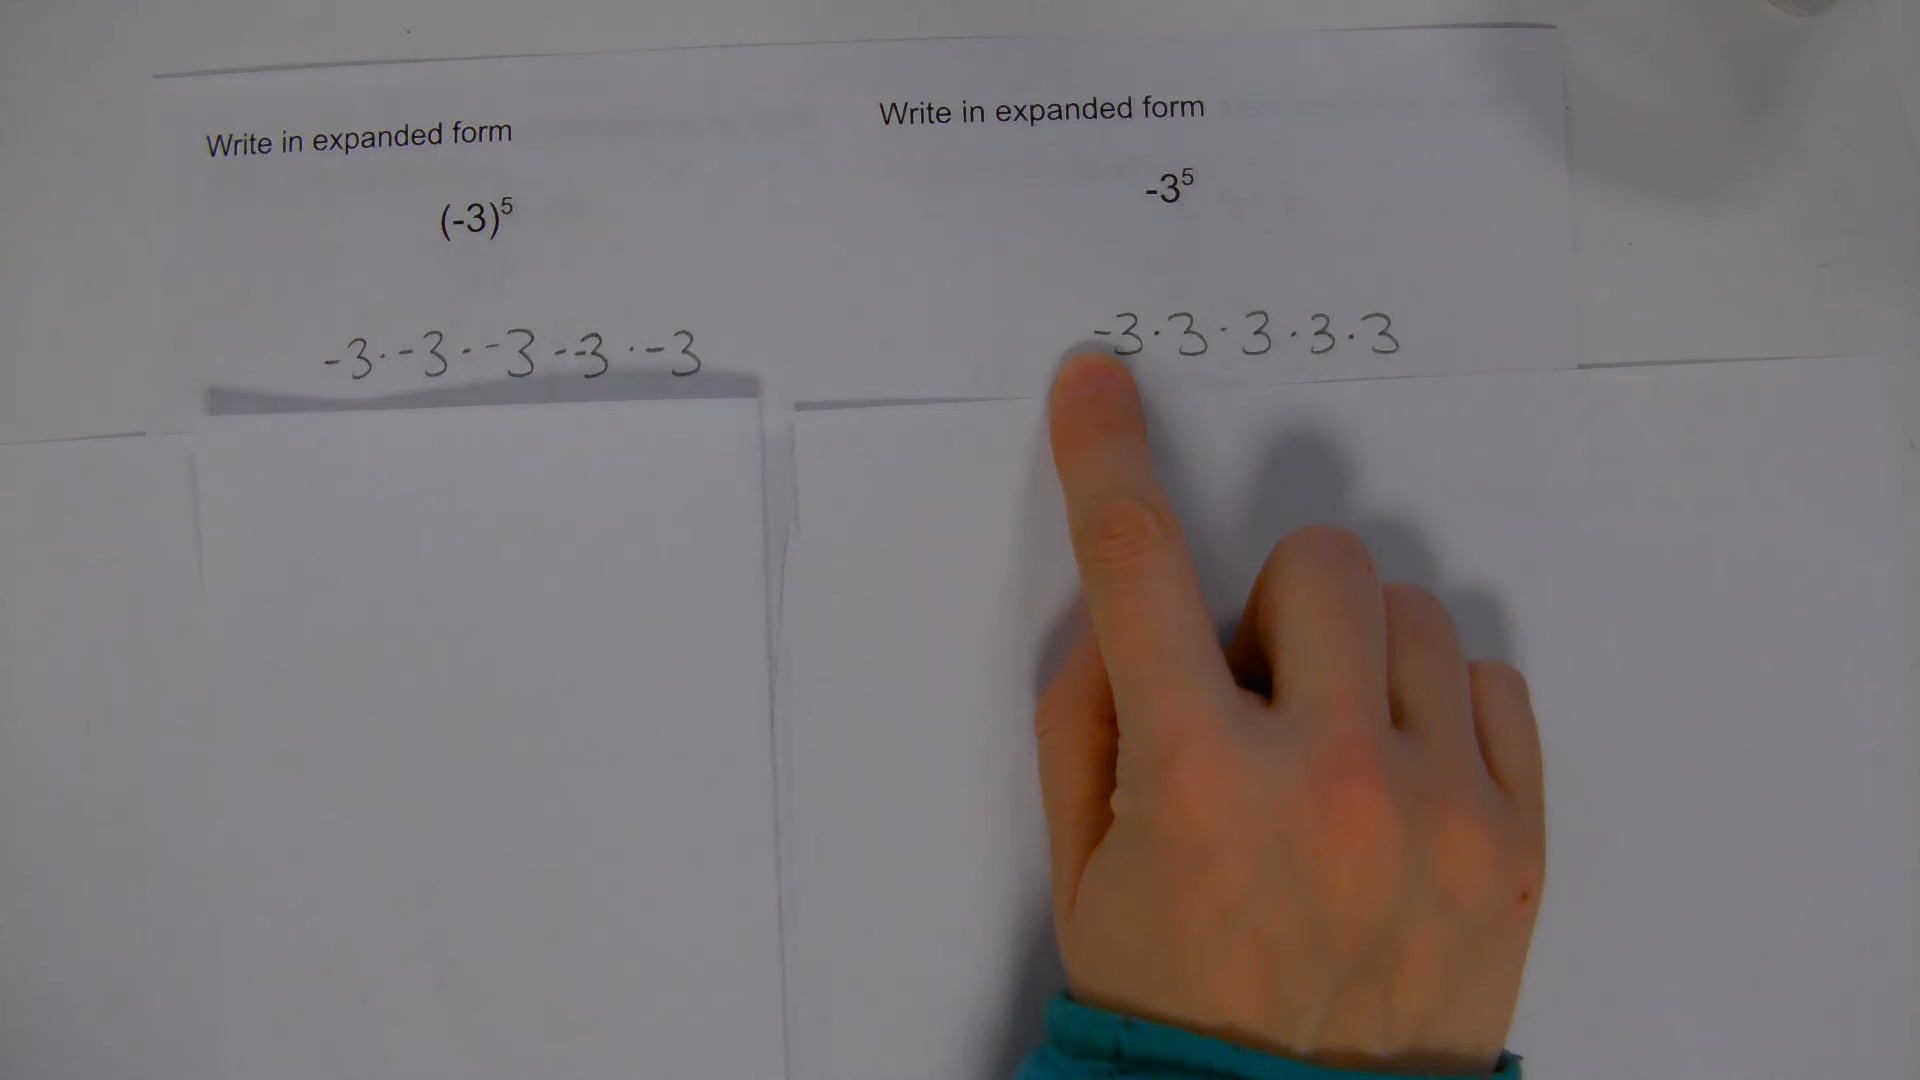 Write in expanded form
(-3)⁵
-3·-3·-3--3·-3
Write in expanded form
-3⁵
-3·3·3·3·3